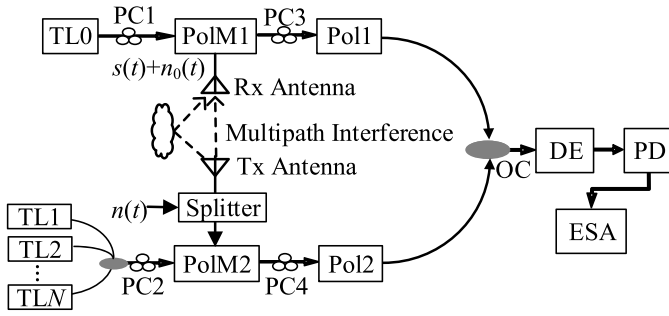 TL0
PC1
PolM1
PC3
Pol1
s(t)+n₀(t)
Rx Antenna
Multipath Interference
Tx Antenna
n(t)
Splitter
OC
DE
PD
ESA
TL1
TL2
TLN
PC2
PolM2
PC4
Pol2